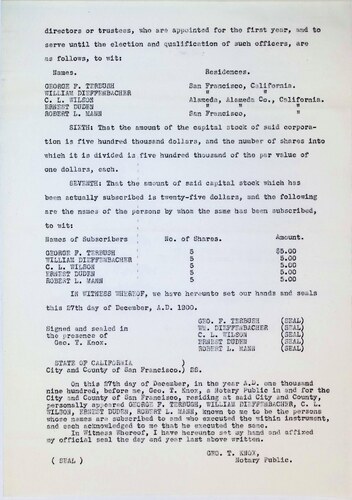 directors or trustees, who are appointed for the first year, and to
serve until the election and qualification of such officers, are
as follows, to wit:
Names. Residences.
GEORGE F. TERBUSH San Francisco, California.
WILLIAM DIEFFENBACHER " "
C. L. WILSON Alameda, Alameda Co., California.
ERNEST DUDEN " " "
ROBERT L. MANN San Francisco, "
SIXTH: That the amount of the capital stock of said corpora-
tion is five hundred thousand dollars, and the number of shares into
which it is divided is five hundred thousand of the par value of
one dollars, each.
SEVENTH: That the amount of said capital stock which has
been actually subscribed is twenty-five dollars, and the following
are the names of the persons by whom the same has been subscribed,
to wit:
Names of Subscribers No. of Shares. Amount.
GEORGE F. TERBUSH 5 $5.00
WILLIAM DIEFFENBACHER 5 5.00
C. L. WILSON 5 5.00
ERNEST DUDEN 5 5.00
ROBERT L. MANN 5 5.00
IN WITNESS WHEREOF, we have hereunto set our hands and seals
this 27th day of December, A.D. 1900.
GEO. F. TERBUSH (SEAL)
Signed and sealed in WM. DIEFFENBACHER (SEAL)
the presence of C. L. WILSON (SEAL)
Geo. T. Knox. ERNEST DUDEN (SEAL)
ROBERT L. MANN (SEAL)
STATE OF CALIFORNIA )
City and County of San Francisco.) SS.
On this 27th day of December, in the year A.D. one thousand
nine hundred, before me, Geo. T. Knox, a Notary Public in and for the
City and County of San Francisco, residing at said City and County,
personally appeared GEORGE F. TERBUSH, WILLIAM DIEFFENBACHER, C. L.
WILSON, ERNEST DUDEN, ROBERT L. MANN, known to me to be the persons
whose names are subscribed to and who executed the within instrument,
and each acknowledged to me that he executed the same.
In Witness Whereof, I have hereunto set my hand and affixed
my official seal the day and year last above written.
GEO. T. KNOX,
( SEAL ) Notary Public.